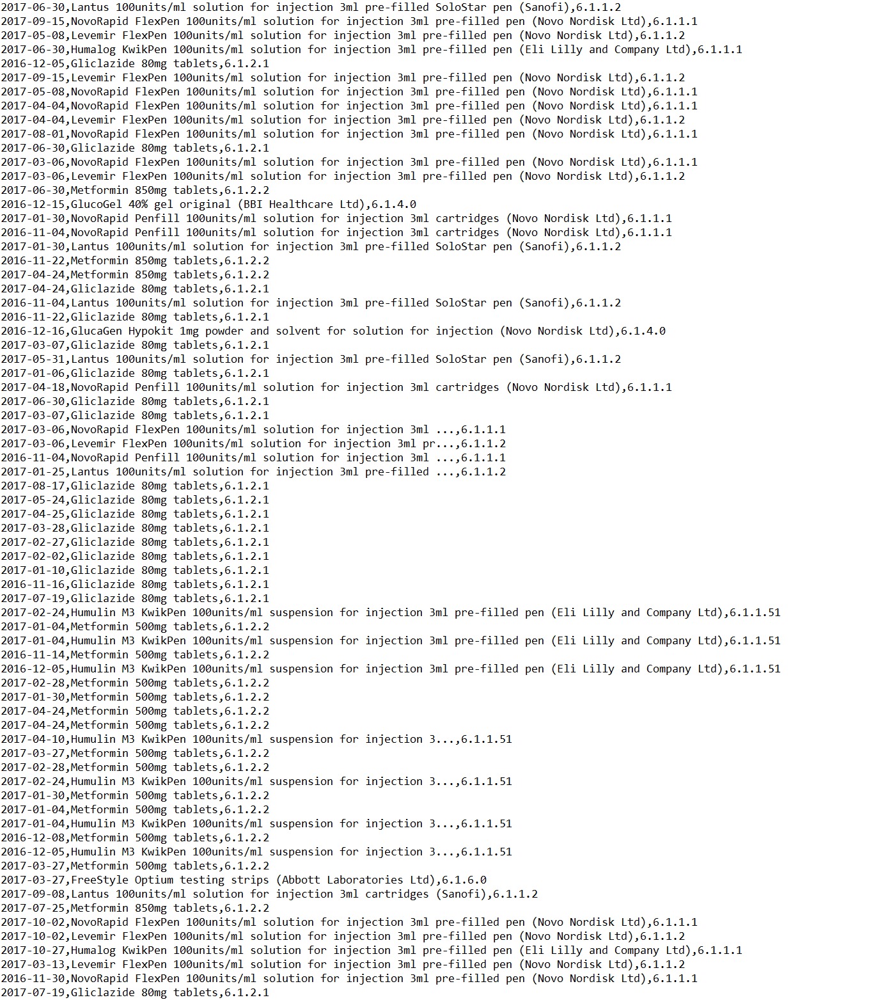 2017-06-30,Lantus 100units/ml solution for injection 3ml pre-filled SoloStar pen (Sanofi),6.1.1.2
2017-09-15,NovoRapid FlexPen 100units/ml solution for injection 3ml pre-filled pen (Novo Nordisk Ltd),6.1.1.1
2017-05-08,Levemir FlexPen 100units/ml solution for injection 3ml pre-filled pen (Novo Nordisk Ltd),6.1.1.2
2017-06-30,Humalog KwikPen 100units/ml solution for injection 3ml pre-filled pen (Eli Lilly and Company Ltd),6.1.1.1
2016-12-05,Gliclazide 80mg tablets,6.1.2.1
2017-09-15,Levemir FlexPen 100units/ml solution for injection 3ml pre-filled pen (Novo Nordisk Ltd),6.1.1.2
2017-05-08,NovoRapid FlexPen 100units/ml solution for injection 3ml pre-filled pen (Novo Nordisk Ltd),6.1.1.1
2017-04-04,NovoRapid FlexPen 100units/ml solution for injection 3ml pre-filled pen (Novo Nordisk Ltd),6.1.1.1
2017-04-04,Levemir FlexPen 100units/ml solution for injection 3ml pre-filled pen (Novo Nordisk Ltd),6.1.1.2
2017-08-01,NovoRapid FlexPen 100units/ml solution for injection 3ml pre-filled pen (Novo Nordisk Ltd),6.1.1.1
2017-06-30,Gliclazide 80mg tablets,6.1.2.1
2017-03-06,NovoRapid FlexPen 100units/ml solution for injection 3ml pre-filled pen (Novo Nordisk Ltd),6.1.1.1
2017-03-06,Levemir FlexPen 100units/ml solution for injection 3ml pre-filled pen (Novo Nordisk Ltd),6.1.1.2
2017-06-30,Metformin 850mg tablets,6.1.2.2
2016-12-15,GlucoGel 40% gel original (BBI Healthcare Ltd),6.1.4.0
2017-01-30,NovoRapid Penfill 100units/ml solution for injection 3ml cartridges (Novo Nordisk Ltd),6.1.1.1
2016-11-04,NovoRapid Penfill 100units/ml solution for injection 3ml cartridges (Novo Nordisk Ltd),6.1.1.1
2017-01-30,Lantus 100units/ml solution for injection 3ml pre-filled SoloStar pen (Sanofi),6.1.1.2
2016-11-22,Metformin 850mg tablets,6.1.2.2
2017-04-24,Metformin 850mg tablets,6.1.2.2
2017-04-24,Gliclazide 80mg tablets,6.1.2.1
2016-11-04,Lantus 100units/ml solution for injection 3ml pre-filled SoloStar pen (Sanofi),6.1.1.2
2016-11-22,Gliclazide 80mg tablets,6.1.2.1
2016-12-16,GlucaGen Hypokit 1mg powder and solvent for solution for injection (Novo Nordisk Ltd),6.1.4.0
2017-03-07,Gliclazide 80mg tablets,6.1.2.1
2017-05-31,Lantus 100units/ml solution for injection 3ml pre-filled SoloStar pen (Sanofi),6.1.1.2
2017-01-06,Gliclazide 80mg tablets,6.1.2.1
2017-04-18,NovoRapid Penfill 100units/ml solution for injection 3ml cartridges (Novo Nordisk Ltd),6.1.1.1
2017-06-30,Gliclazide 80mg tablets,6.1.2.1
2017-03-07,Gliclazide 80mg tablets,6.1.2.1
2017-03-06,NovoRapid FlexPen 100units/ml solution for injection 3ml ...,6.1.1.1
2017-03-06,Levemir FlexPen 100units/ml solution for injection 3ml pr...,6.1.1.2
2016-11-04,NovoRapid Penfill 100units/ml solution for injection 3ml ...,6.1.1.1
2017-01-25,Lantus 100units/ml solution for injection 3ml pre-filled ...,6.1.1.2
2017-08-17,Gliclazide 80mg tablets,6.1.2.1
2017-05-24,Gliclazide 80mg tablets,6.1.2.1
2017-04-25,Gliclazide 80mg tablets,6.1.2.1
2017-03-28,Gliclazide 80mg tablets,6.1.2.1
2017-02-27,Gliclazide 80mg tablets,6.1.2.1
2017-02-02,Gliclazide 80mg tablets,6.1.2.1
2017-01-10,Gliclazide 80mg tablets,6.1.2.1
2016-11-16,Gliclazide 80mg tablets,6.1.2.1
2017-07-19,Gliclazide 80mg tablets,6.1.2.1
2017-02-24,Humulin M3 KwikPen 100units/ml suspension for injection 3ml pre-filled pen (Eli Lilly and Company Ltd),6.1.1.51
2017-01-04,Metformin 500mg tablets,6.1.2.2
2017-01-04,Humulin M3 KwikPen 100units/ml suspension for injection 3ml pre-filled pen (Eli Lilly and Company Ltd),6.1.1.51
2016-11-14,Metformin 500mg tablets,6.1.2.2
2016-12-05,Humulin M3 KwikPen 100units/ml suspension for injection 3ml pre-filled pen (Eli Lilly and Company Ltd),6.1.1.51
2017-02-28,Metformin 500mg tablets,6.1.2.2
2017-01-30,Metformin 500mg tablets,6.1.2.2
2017-04-24,Metformin 500mg tablets,6.1.2.2
2017-04-24,Metformin 500mg tablets,6.1.2.2
2017-04-10,Humulin M3 KwikPen 100units/ml suspension for injection 3...,6.1.1.51
2017-03-27,Metformin 500mg tablets,6.1.2.2
2017-02-28,Metformin 500mg tablets,6.1.2.2
2017-02-24,Humulin M3 KwikPen 100units/ml suspension for injection 3...,6.1.1.51
2017-01-30,Metformin 500mg tablets,6.1.2.2
2017-01-04,Metformin 500mg tablets,6.1.2.2
2017-01-04,Humulin M3 KwikPen 100units/ml suspension for injection 3...,6.1.1.51
2016-12-08,Metformin 500mg tablets,6.1.2.2
2016-12-05,Humulin M3 KwikPen 100units/ml suspension for injection 3...,6.1.1.51
2017-03-27,Metformin 500mg tablets,6.1.2.2
2017-03-27,FreeStyle Optium testing strips (Abbott Laboratories Ltd),6.1.6.0
2017-09-08,Lantus 100units/ml solution for injection 3ml cartridges (Sanofi),6.1.1.2
2017-07-25,Metformin 850mg tablets,6.1.2.2
2017-10-02,NovoRapid FlexPen 100units/ml solution for injection 3ml pre-filled pen (Novo Nordisk Ltd),6.1.1.1
2017-10-02,Levemir FlexPen 100units/ml solution for injection 3ml pre-filled pen (Novo Nordisk Ltd),6.1.1.2
2017-10-27,Humalog KwikPen 100units/ml solution for injection 3ml pre-filled pen (Eli Lilly and Company Ltd),6.1.1.1
2017-03-13,Levemir FlexPen 100units/ml solution for injection 3ml pre-filled pen (Novo Nordisk Ltd),6.1.1.2
2016-11-30,NovoRapid FlexPen 100units/ml solution for injection 3ml pre-filled pen (Novo Nordisk Ltd),6.1.1.1
2017-07-19,Gliclazide 80mg tablets,6.1.2.1